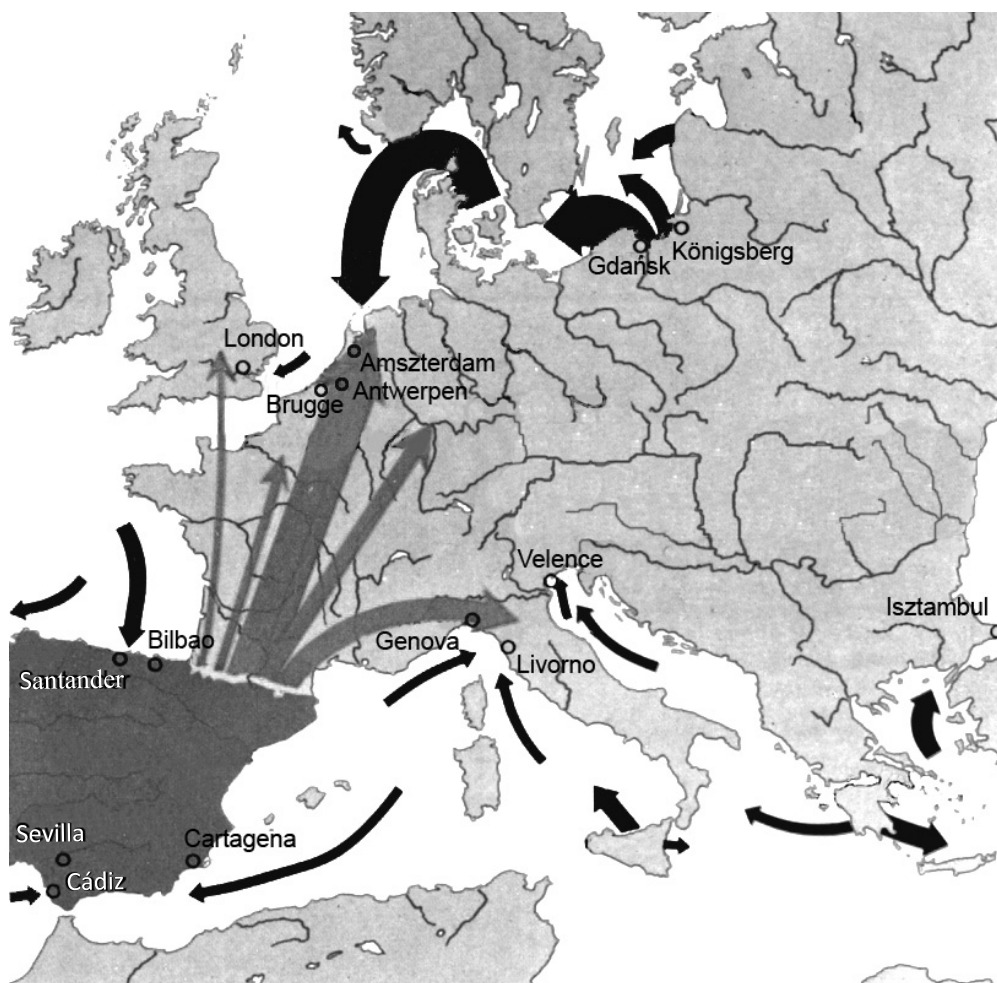 Gdańsk
Königsberg
London
Amszterdam
Antwerpen
Brugge
Velence
Isztambul
Genova
Livorno
Bilbao
Santander
Sevilla
Cartagena
Cádiz